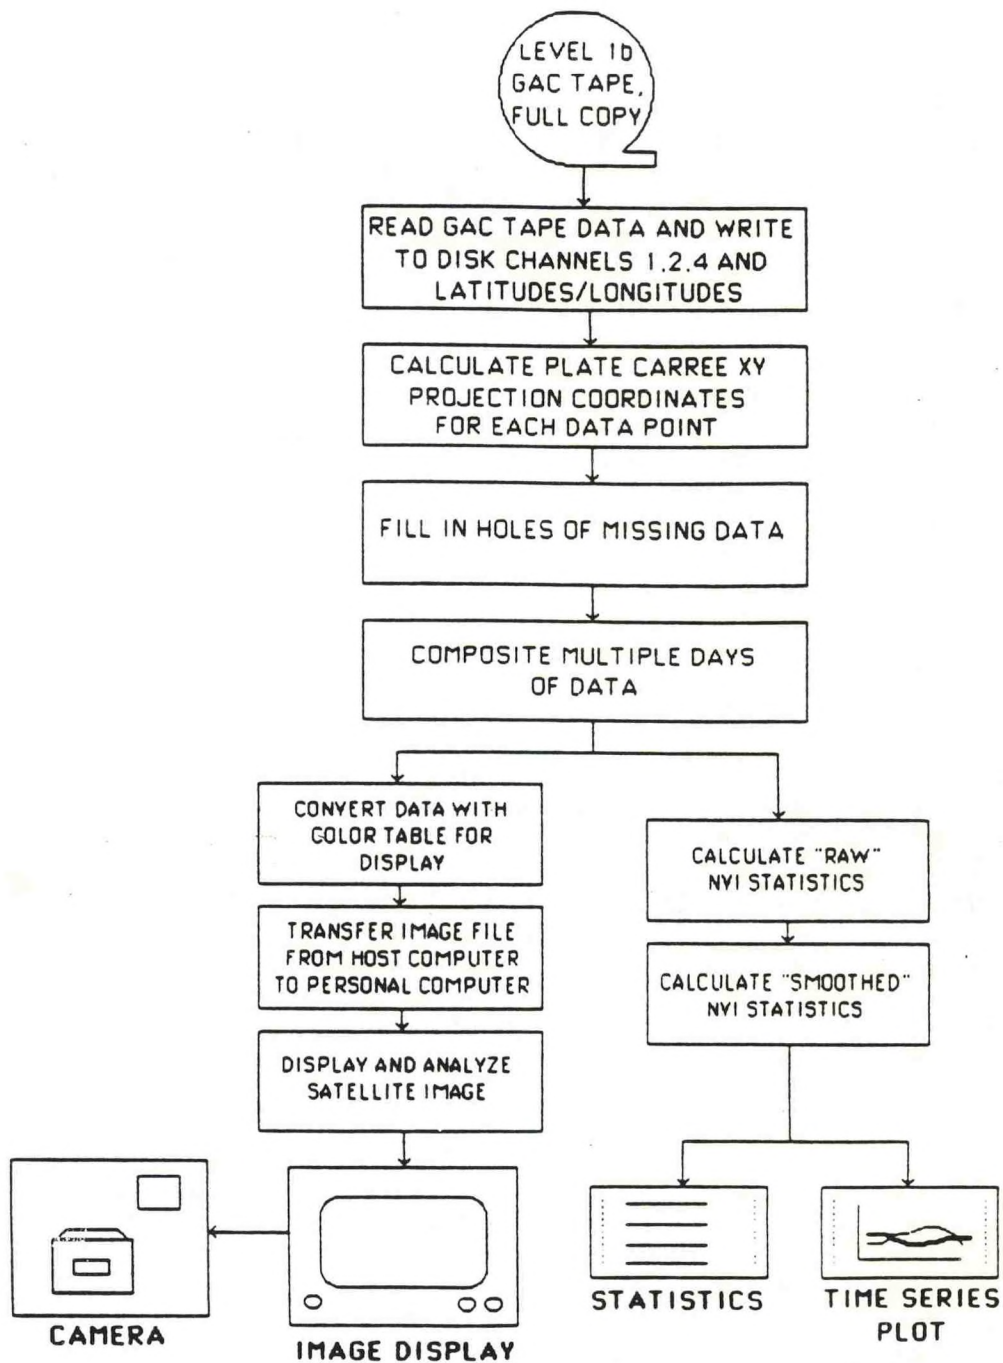 LEVEL 1b
GAC TAPE,
FULL COPY
READ GAC TAPE DATA AND WRITE
TO DISK CHANNELS 1.2.4 AND
LATITUDES/LONGITUDES
CALCULATE PLATE CARREE XY
PROJECTION COORDINATES
FOR EACH DATA POINT
FILL IN HOLES OF MISSING DATA
COMPOSITE MULTIPLE DAYS
OF DATA
CONVERT DATA WITH
COLOR TABLE FOR
DISPLAY
TRANSFER IMAGE FILE
FROM HOST COMPUTER
TO PERSONAL COMPUTER
DISPLAY AND ANALYZE
SATELLITE IMAGE
CALCULATE "RAW"
NVI STATISTICS
CALCULATE "SMOOTHED"
NVI STATISTICS
CAMERA
IMAGE DISPLAY
STATISTICS
TIME SERIES
PLOT